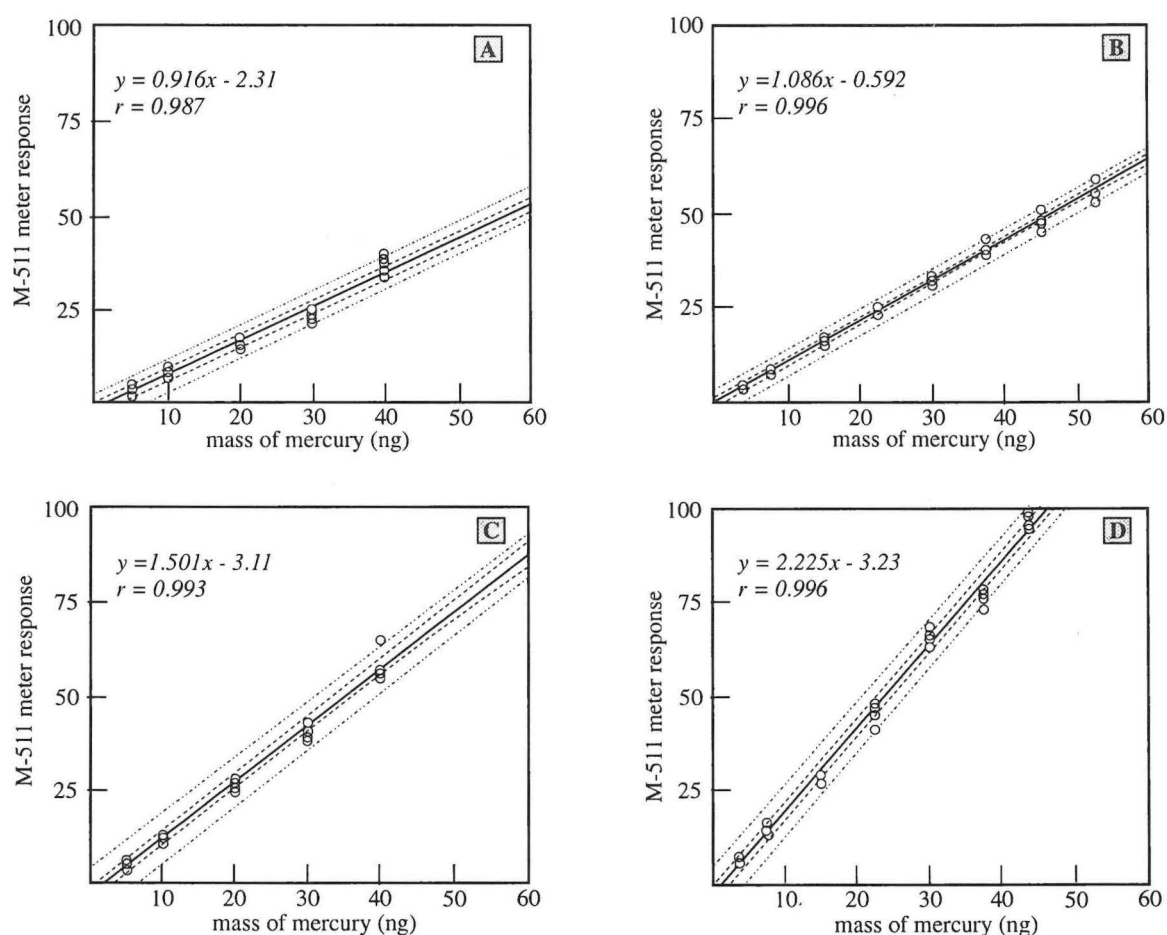 A
y = 0.916x - 2.31
r = 0.987
M-511 meter response
100
75
50
25
10 20 30 40 50 60
mass of mercury (ng)
B
y=1.086x - 0.592
r = 0.996
M-511 meter response
100
75
50
25
10 20 30 40 50 60
mass of mercury (ng)
C
y =1.501x - 3.11
r = 0.993
M-511 meter response
100
75
50
25
10 20 30 40 50 60
mass of mercury (ng)
D
y = 2.225x - 3.23
r = 0.996
M-511 meter response
100
75
50
25
10 20 30 40 50 60
mass of mercury (ng)